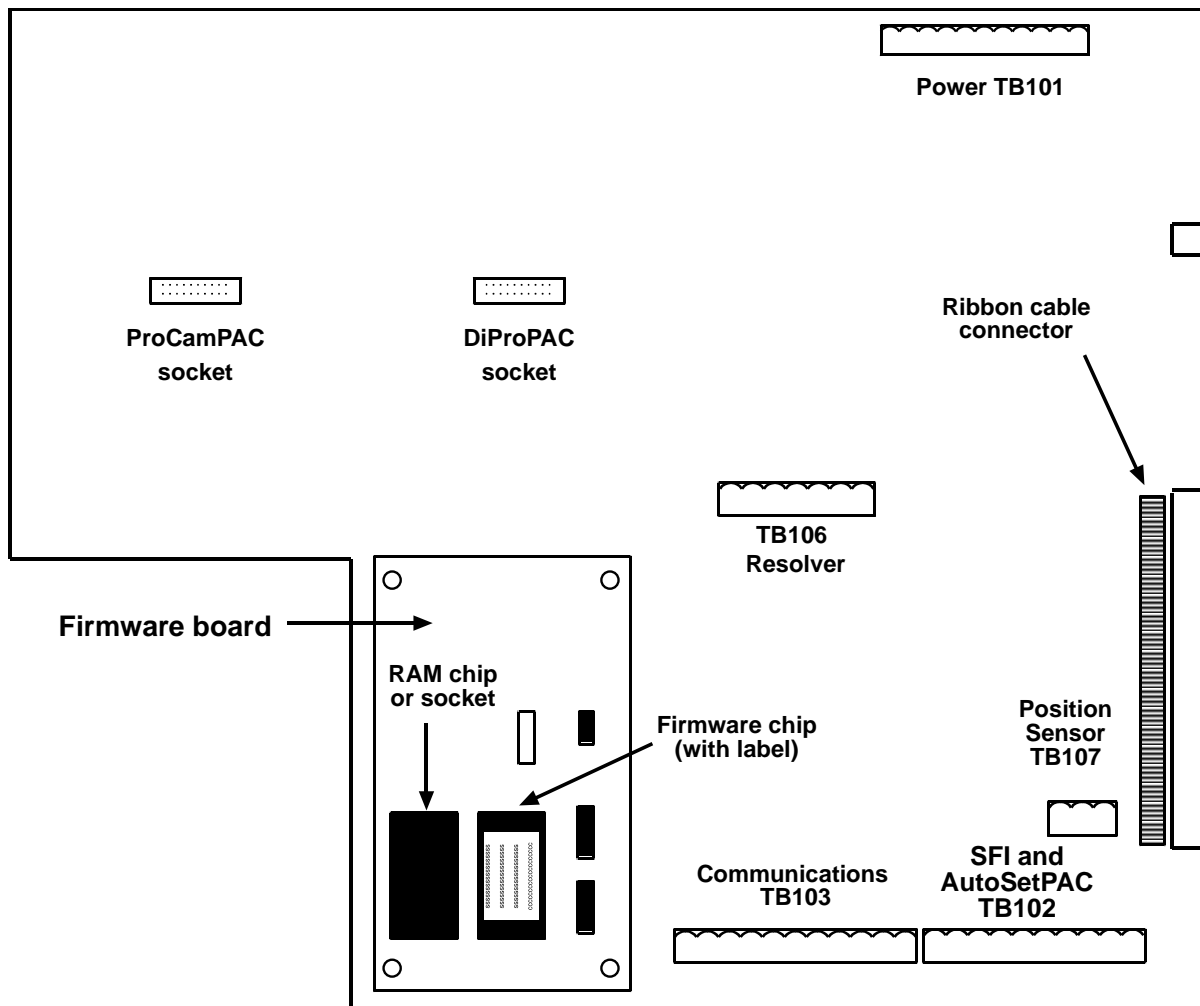 Power TB101
ProCamPAC
socket
DiProPAC
socket
Ribbon cable
connector
TB106
Resolver
Firmware board
RAM chip
or socket
Firmware chip
(with label)
Position
Sensor
TB107
Communications
TB103
SFI and
AutoSetPAC
TB102